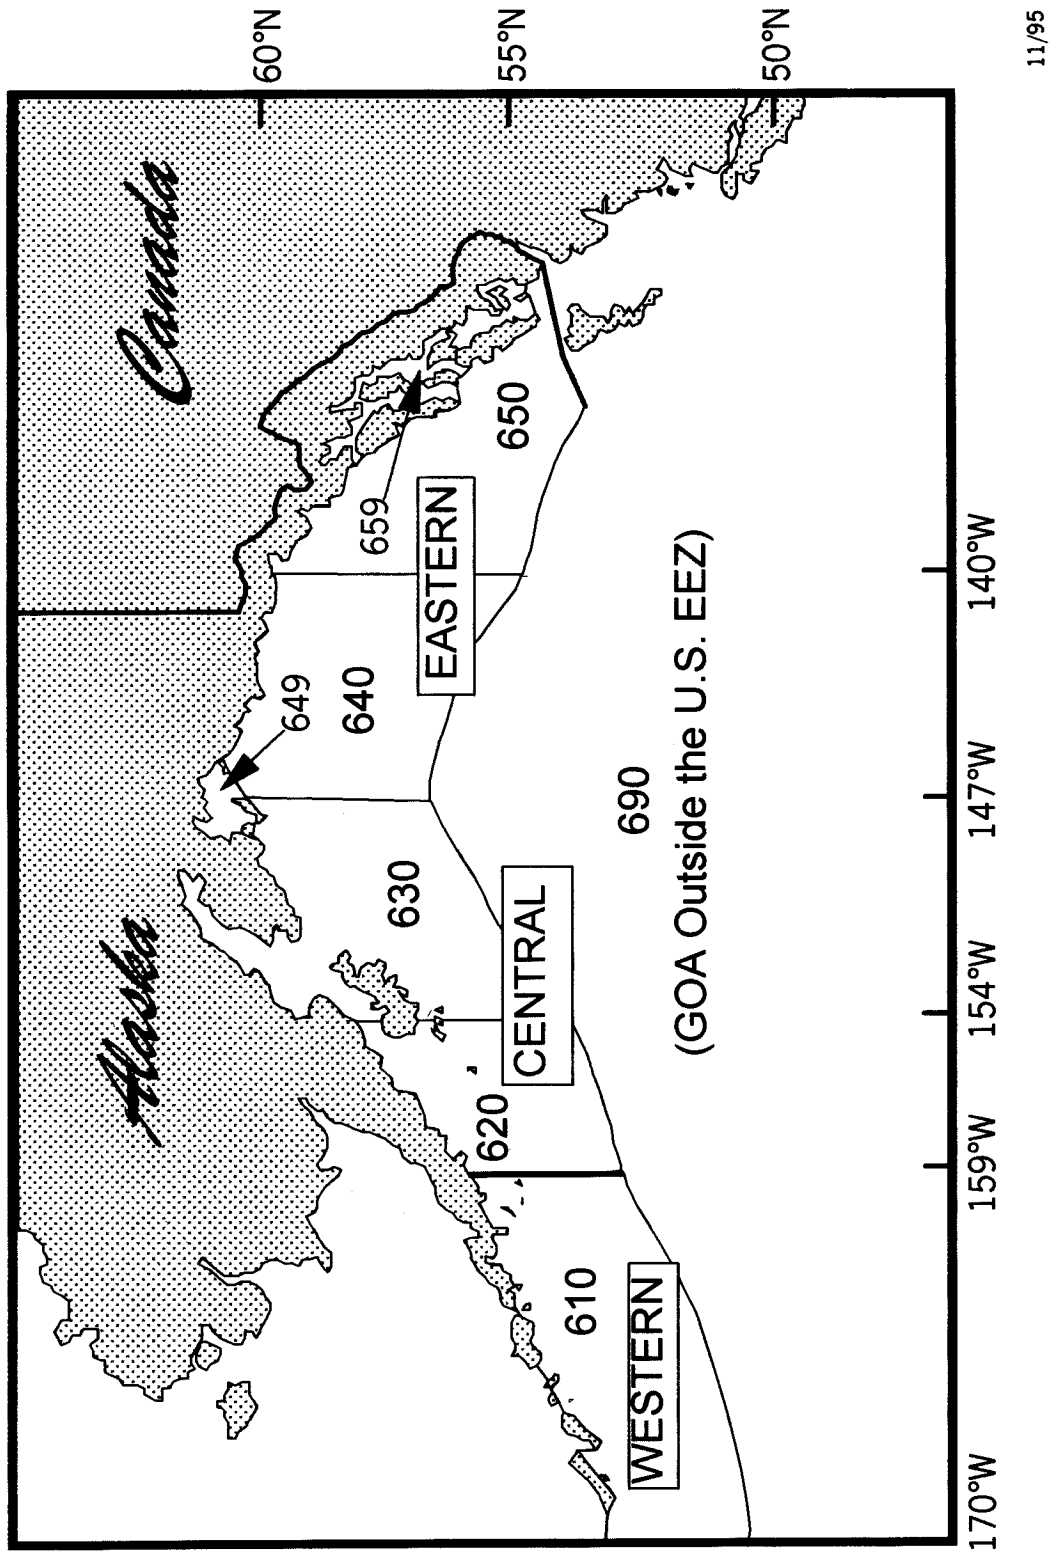 Alaska
Canada
60°N
55°N
50°N
649
640
659
630
650
EASTERN
620
CENTRAL
610
WESTERN
690
(GOA Outside the U.S. EEZ)
170°W
159°W
154°W
147°W
140°W
11/95